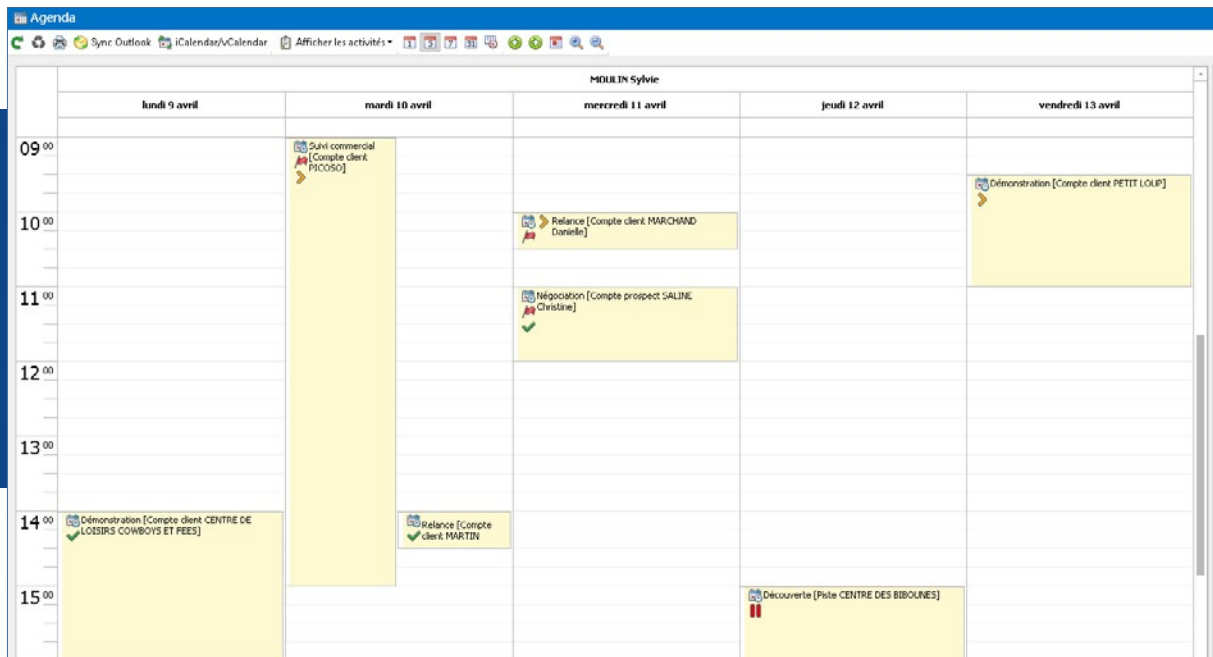 Agenda
Sync Outlook iCalendar/vCalendar Afficher les activités 1 5 7 31
MOULIN Sylvie
lundi 9 avril mardi 10 avril mercredi 11 avril jeudi 12 avril vendredi 13 avril
09 00
Suivi commercial
[Compte client
PICOSO]
Démonstration [Compte client PETIT LOUP]
10 00
Relance [Compte client MARCHAND
Danielle]
11 00
Négociation [Compte prospect SALINE
Christine]
12 00
13 00
14 00
Démonstration [Compte client CENTRE DE
LOISIRS COWBOYS ET FEES]
Relance [Compte
client MARTIN
15 00
Découverte [Piste CENTRE DES BIBOUNES]